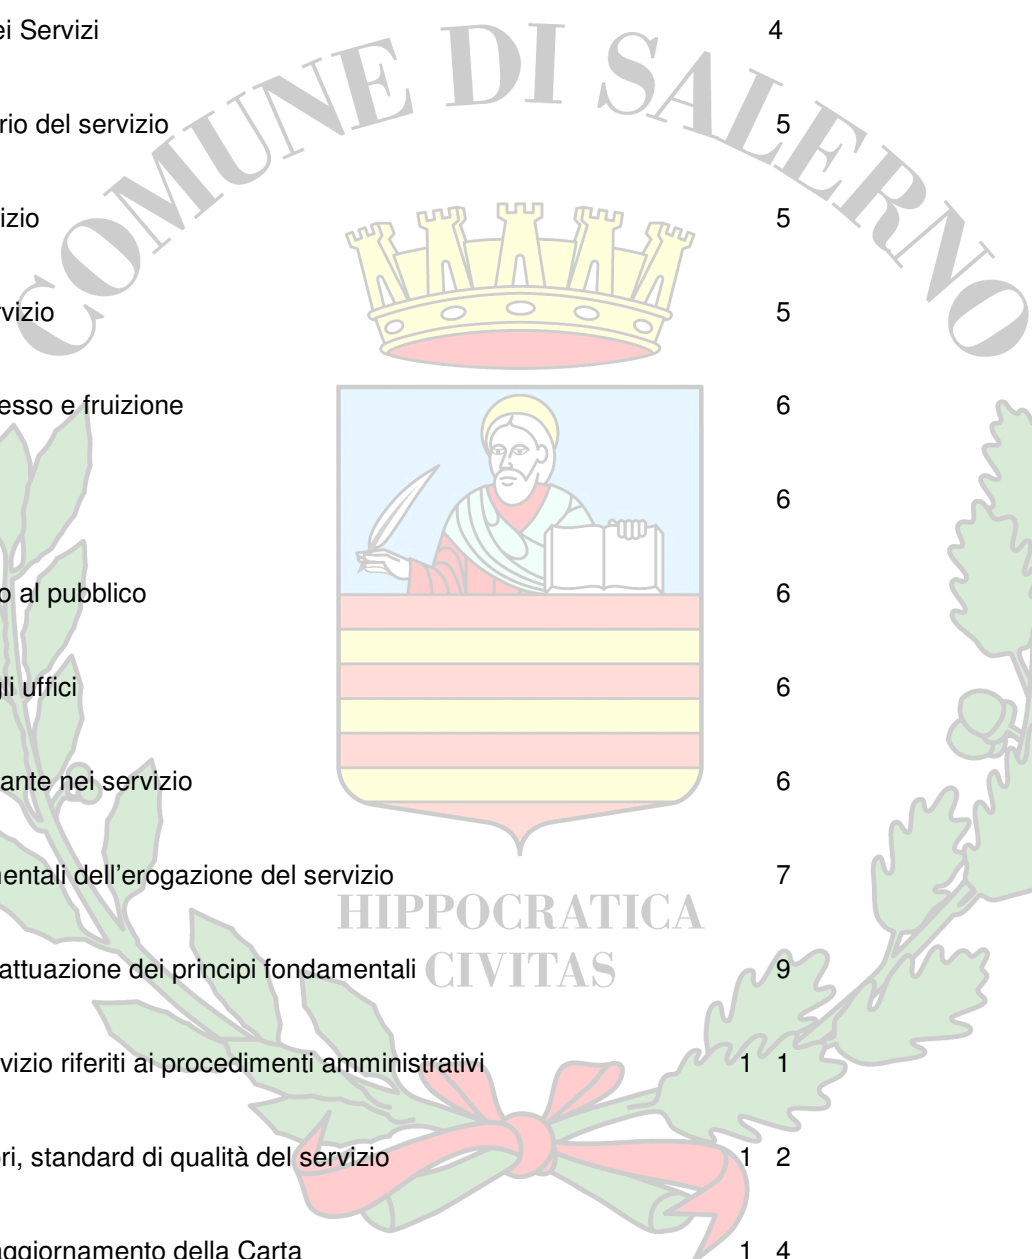 COMUNE DI SALERNO
ei Servizi 4
rio del servizio 5
izio 5
vizio 5
esso e fruizione 6
6
o al pubblico 6
gli uffici 6
ante nei servizio 6
mentali dell’erogazione del servizio 7
HIPPOCRATICA
CIVITAS
attuazione dei principi fondamentali 9
vizio riferiti ai procedimenti amministrativi 1 1
ri, standard di qualità del servizio 1 2
aggiornamento della Carta 1 4